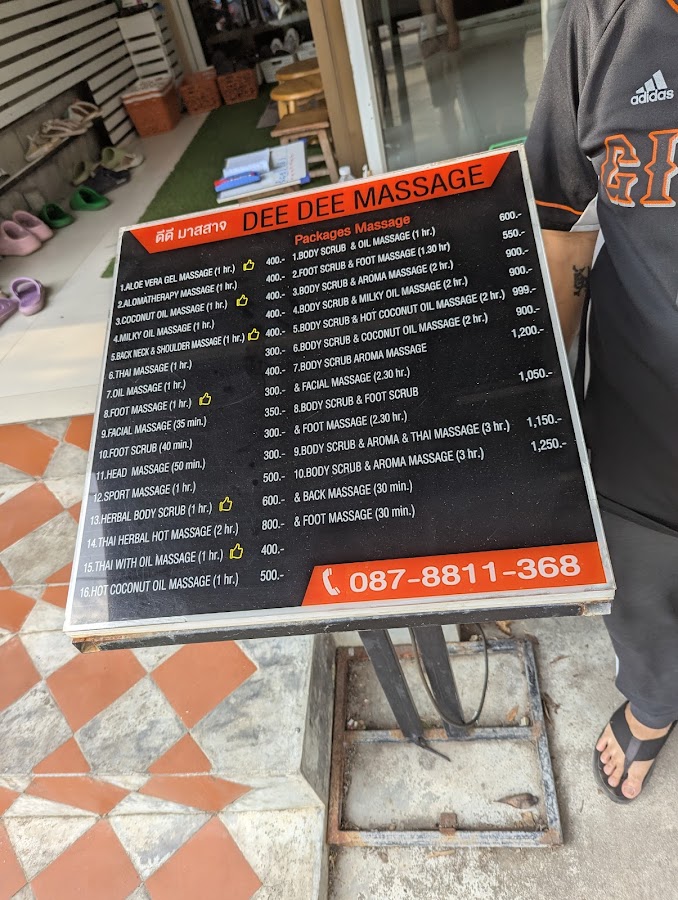 ดีดี มาสสาจ DEE DEE MASSAGE
1.ALOE VERA GEL MASSAGE (1 hr.) 400.-
2.ALOMATHERAPY MASSAGE (1 hr.) 400.-
3.COCONUT OIL MASSAGE (1 hr.) 400.-
4.MILKY OIL MASSAGE (1 hr.) 400.-
5.BACK NECK & SHOULDER MASSAGE (1 hr.) 400.-
6.THAI MASSAGE (1 hr.) 300.-
7.OIL MASSAGE (1 hr.) 400.-
8.FOOT MASSAGE (1 hr.) 300.-
9.FACIAL MASSAGE (35 min.) 350.-
10.FOOT SCRUB (40 min.) 300.-
11.HEAD MASSAGE (50 min.) 300.-
12.SPORT MASSAGE (1 hr.) 500.-
13.HERBAL BODY SCRUB (1 hr.) 600.-
14.THAI HERBAL HOT MASSAGE (2 hr.) 800.-
15.THAI WITH OIL MASSAGE (1 hr.) 400.-
16.HOT COCONUT OIL MASSAGE (1 hr.) 500.-
Packages Massage
1.BODY SCRUB & OIL MASSAGE (1 hr.) 600.-
2.FOOT SCRUB & FOOT MASSAGE (1.30 hr) 550.-
3.BODY SCRUB & AROMA MASSAGE (2 hr.) 900.-
4.BODY SCRUB & MILKY OIL MASSAGE (2 hr.) 900.-
5.BODY SCRUB & HOT COCONUT OIL MASSAGE (2 hr.) 999.-
6.BODY SCRUB & COCONUT OIL MASSAGE (2 hr.) 900.-
7.BODY SCRUB AROMA MASSAGE 1,200.-
& FACIAL MASSAGE (2.30 hr.)
8.BODY SCRUB & FOOT SCRUB 1,050.-
& FOOT MASSAGE (2.30 hr.)
9.BODY SCRUB & AROMA & THAI MASSAGE (3 hr.) 1,150.-
10.BODY SCRUB & AROMA MASSAGE (3 hr.) 1,250.-
& BACK MASSAGE (30 min.)
& FOOT MASSAGE (30 min.)
087-8811-368
adidas
GI